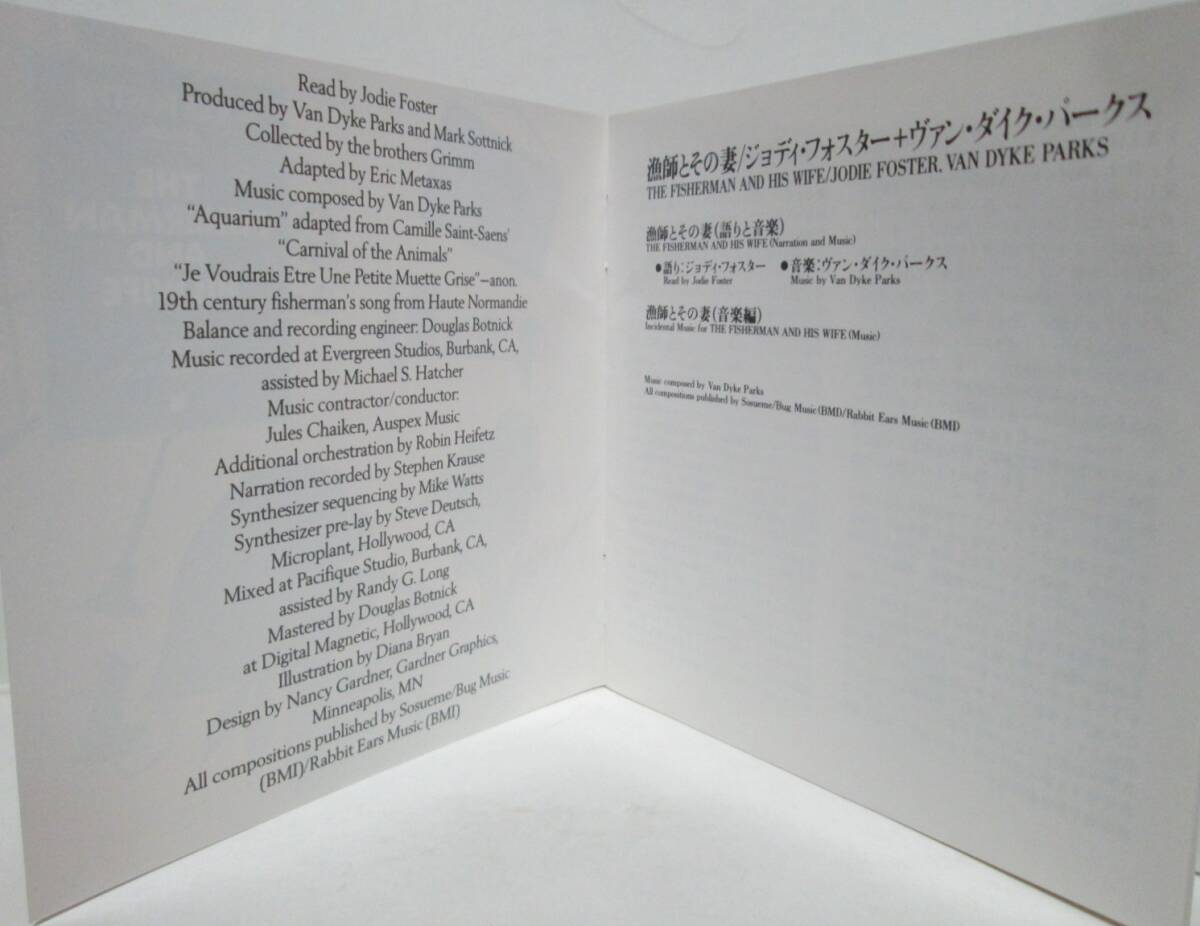 Read by Jodie Foster
Produced by Van Dyke Parks and Mark Sottnick
Collected by the brothers Grimm
Adapted by Eric Metaxas
Music composed by Van Dyke Parks
“Aquarium” adapted from Camille Saint-Saens'
“Carnival of the Animals”
“Je Voudrais Etre Une Petite Muette Grise”—anon.
19th century fisherman's song from Haute Normandie
Balance and recording engineer: Douglas Botnick
Music recorded at Evergreen Studios, Burbank, CA,
assisted by Michael S. Hatcher
Music contractor/conductor:
Jules Chaiken, Auspex Music
Additional orchestration by Robin Heifetz
Narration recorded by Stephen Krause
Synthesizer sequencing by Mike Watts
Synthesizer pre-lay by Steve Deutsch,
Microplant, Hollywood, CA
Mixed at Pacifique Studio, Burbank, CA,
assisted by Randy G. Long
Mastered by Douglas Botnick
at Digital Magnetic, Hollywood, CA
Illustration by Diana Bryan
Design by Nancy Gardner, Gardner Graphics,
Minneapolis, MN
All compositions published by Sosueme/Bug Music
(BMI)/Rabbit Ears Music (BMI)
漁師とその妻/ジョディ・フォスター+ヴァン・ダイク・パークス
THE FISHERMAN AND HIS WIFE/JODIE FOSTER. VAN DYKE PARKS
漁師とその妻(語りと音楽)
THE FISHERMAN AND HIS WIFE (Narration and Music)
●語り:ジョディ・フォスター ●音楽:ヴァン・ダイク・パークス
Read by Jodie Foster Music by Van Dyke Parks
漁師とその妻(音楽編)
Incidental Music for THE FISHERMAN AND HIS WIFE (Music)
Music composed by Van Dyke Parks
All compositions published by Sosueme/Bug Music (BMI)/Rabbit Ears Music (BMI)